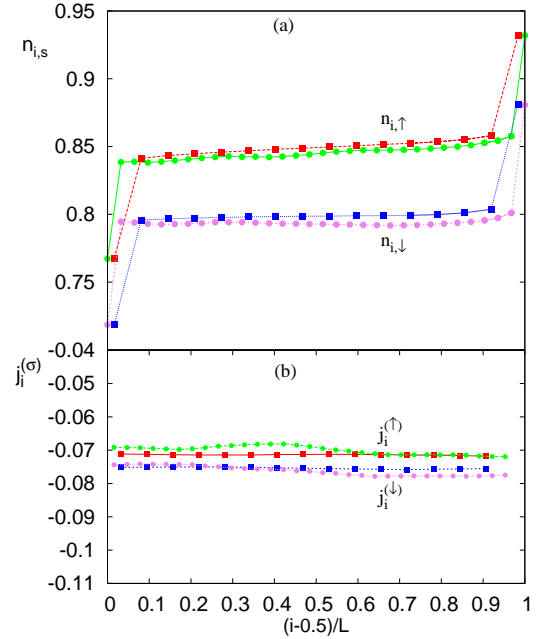 (a)
0.95
n_{i,s}
0.9
n_{i,↑}
0.85
0.8
n_{i,↓}
0.75
-0.04
(b)
j_i^{(σ)}
-0.05
-0.06
j_i^{(↑)}
-0.07
-0.08
j_i^{(↓)}
-0.09
-0.1
-0.11
0 0.1 0.2 0.3 0.4 0.5 0.6 0.7 0.8 0.9 1
(i-0.5)/L